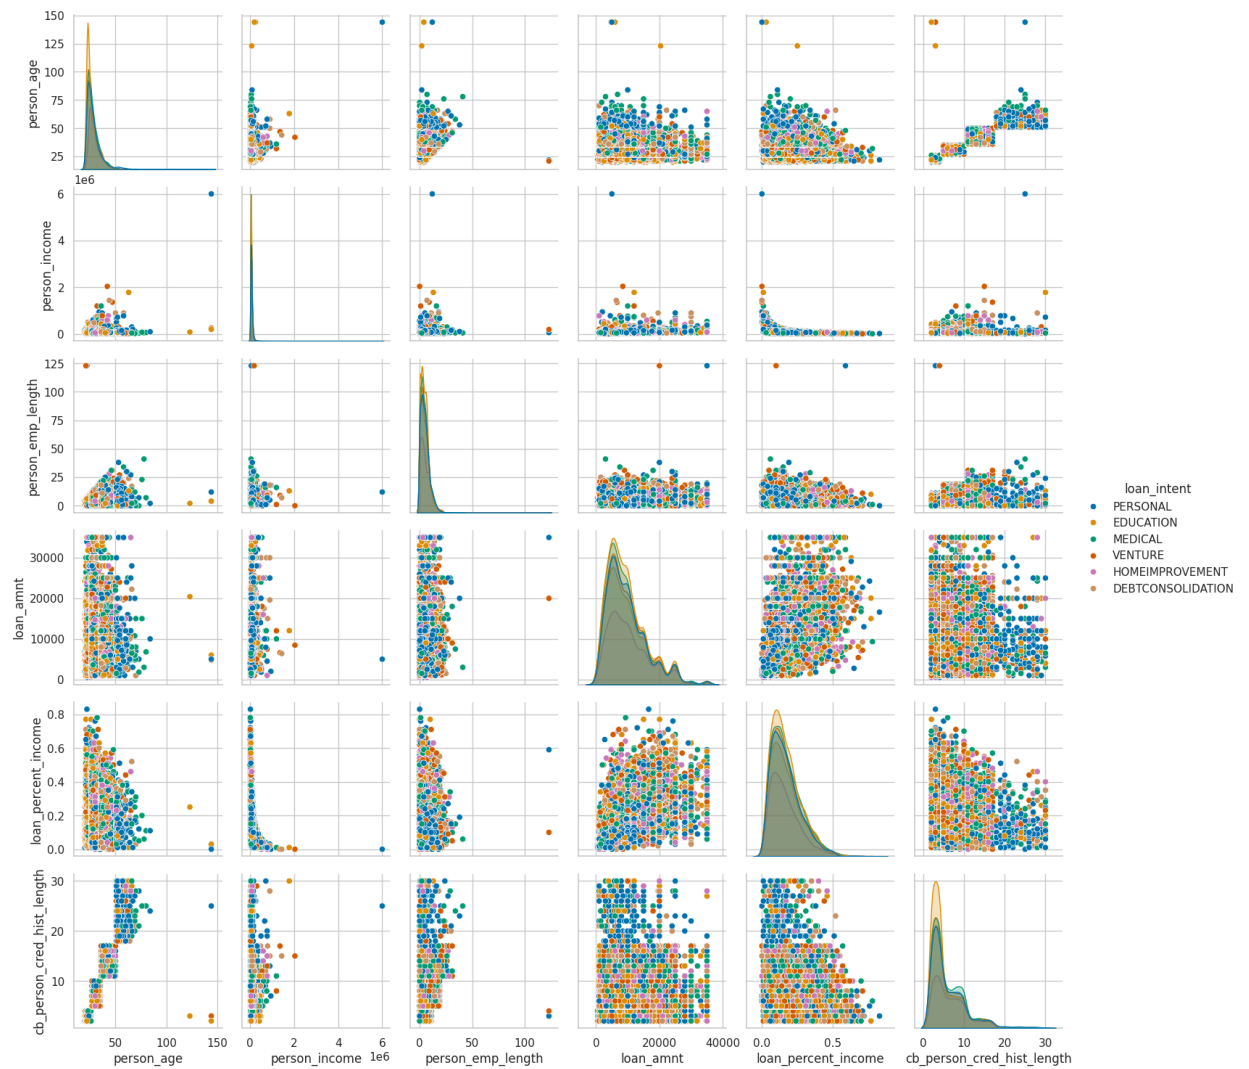 150
125
100
75
50
25
person_age
1e6
6
4
2
0
person_income
125
100
75
50
25
0
person_emp_length
30000
20000
10000
0
loan_amnt
0.8
0.6
0.4
0.2
0.0
loan_percent_income
30
20
10
cb_person_cred_hist_length
50 100 150
person_age
0 2 4 6
1e6
person_income
0 50 100
person_emp_length
0 20000 40000
loan_amnt
0.0 0.5
loan_percent_income
0 10 20 30
cb_person_cred_hist_length
loan_intent
PERSONAL
EDUCATION
MEDICAL
VENTURE
HOMEIMPROVEMENT
DEBTCONSOLIDATION